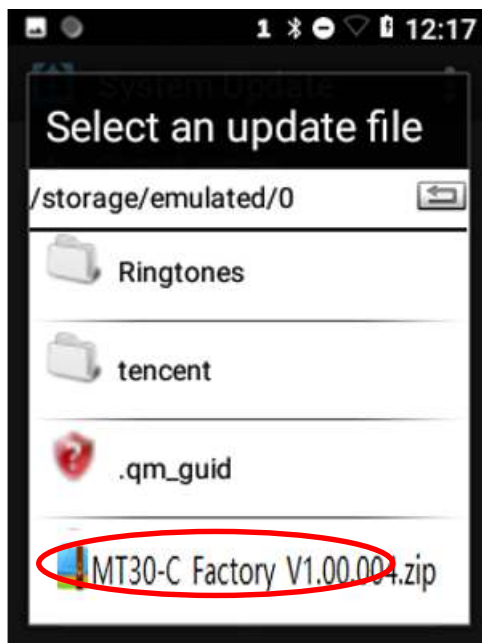 1 12:17
System Update
Select an update file
/storage/emulated/0
Ringtones
tencent
.qm_guid
MT30-C Factory V1.00.004.zip